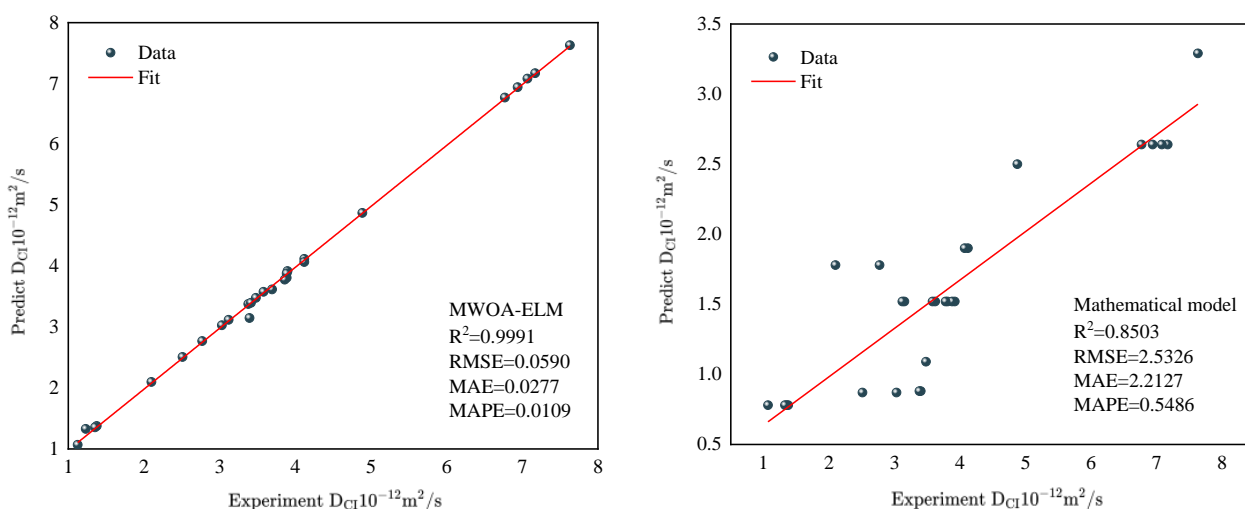 8
7
6
5
4
3
2
1
1
2
3
4
5
6
7
8
Data
Fit
MWOA-ELM
R²=0.9991
RMSE=0.0590
MAE=0.0277
MAPE=0.0109
Predict D_CI10⁻¹²m²/s
Experiment D_CI10⁻¹²m²/s
3.5
3.0
2.5
2.0
1.5
1.0
0.5
1
2
3
4
5
6
7
8
Data
Fit
Mathematical model
R²=0.8503
RMSE=2.5326
MAE=2.2127
MAPE=0.5486
Predict D_CI10⁻¹²m²/s
Experiment D_CI10⁻¹²m²/s